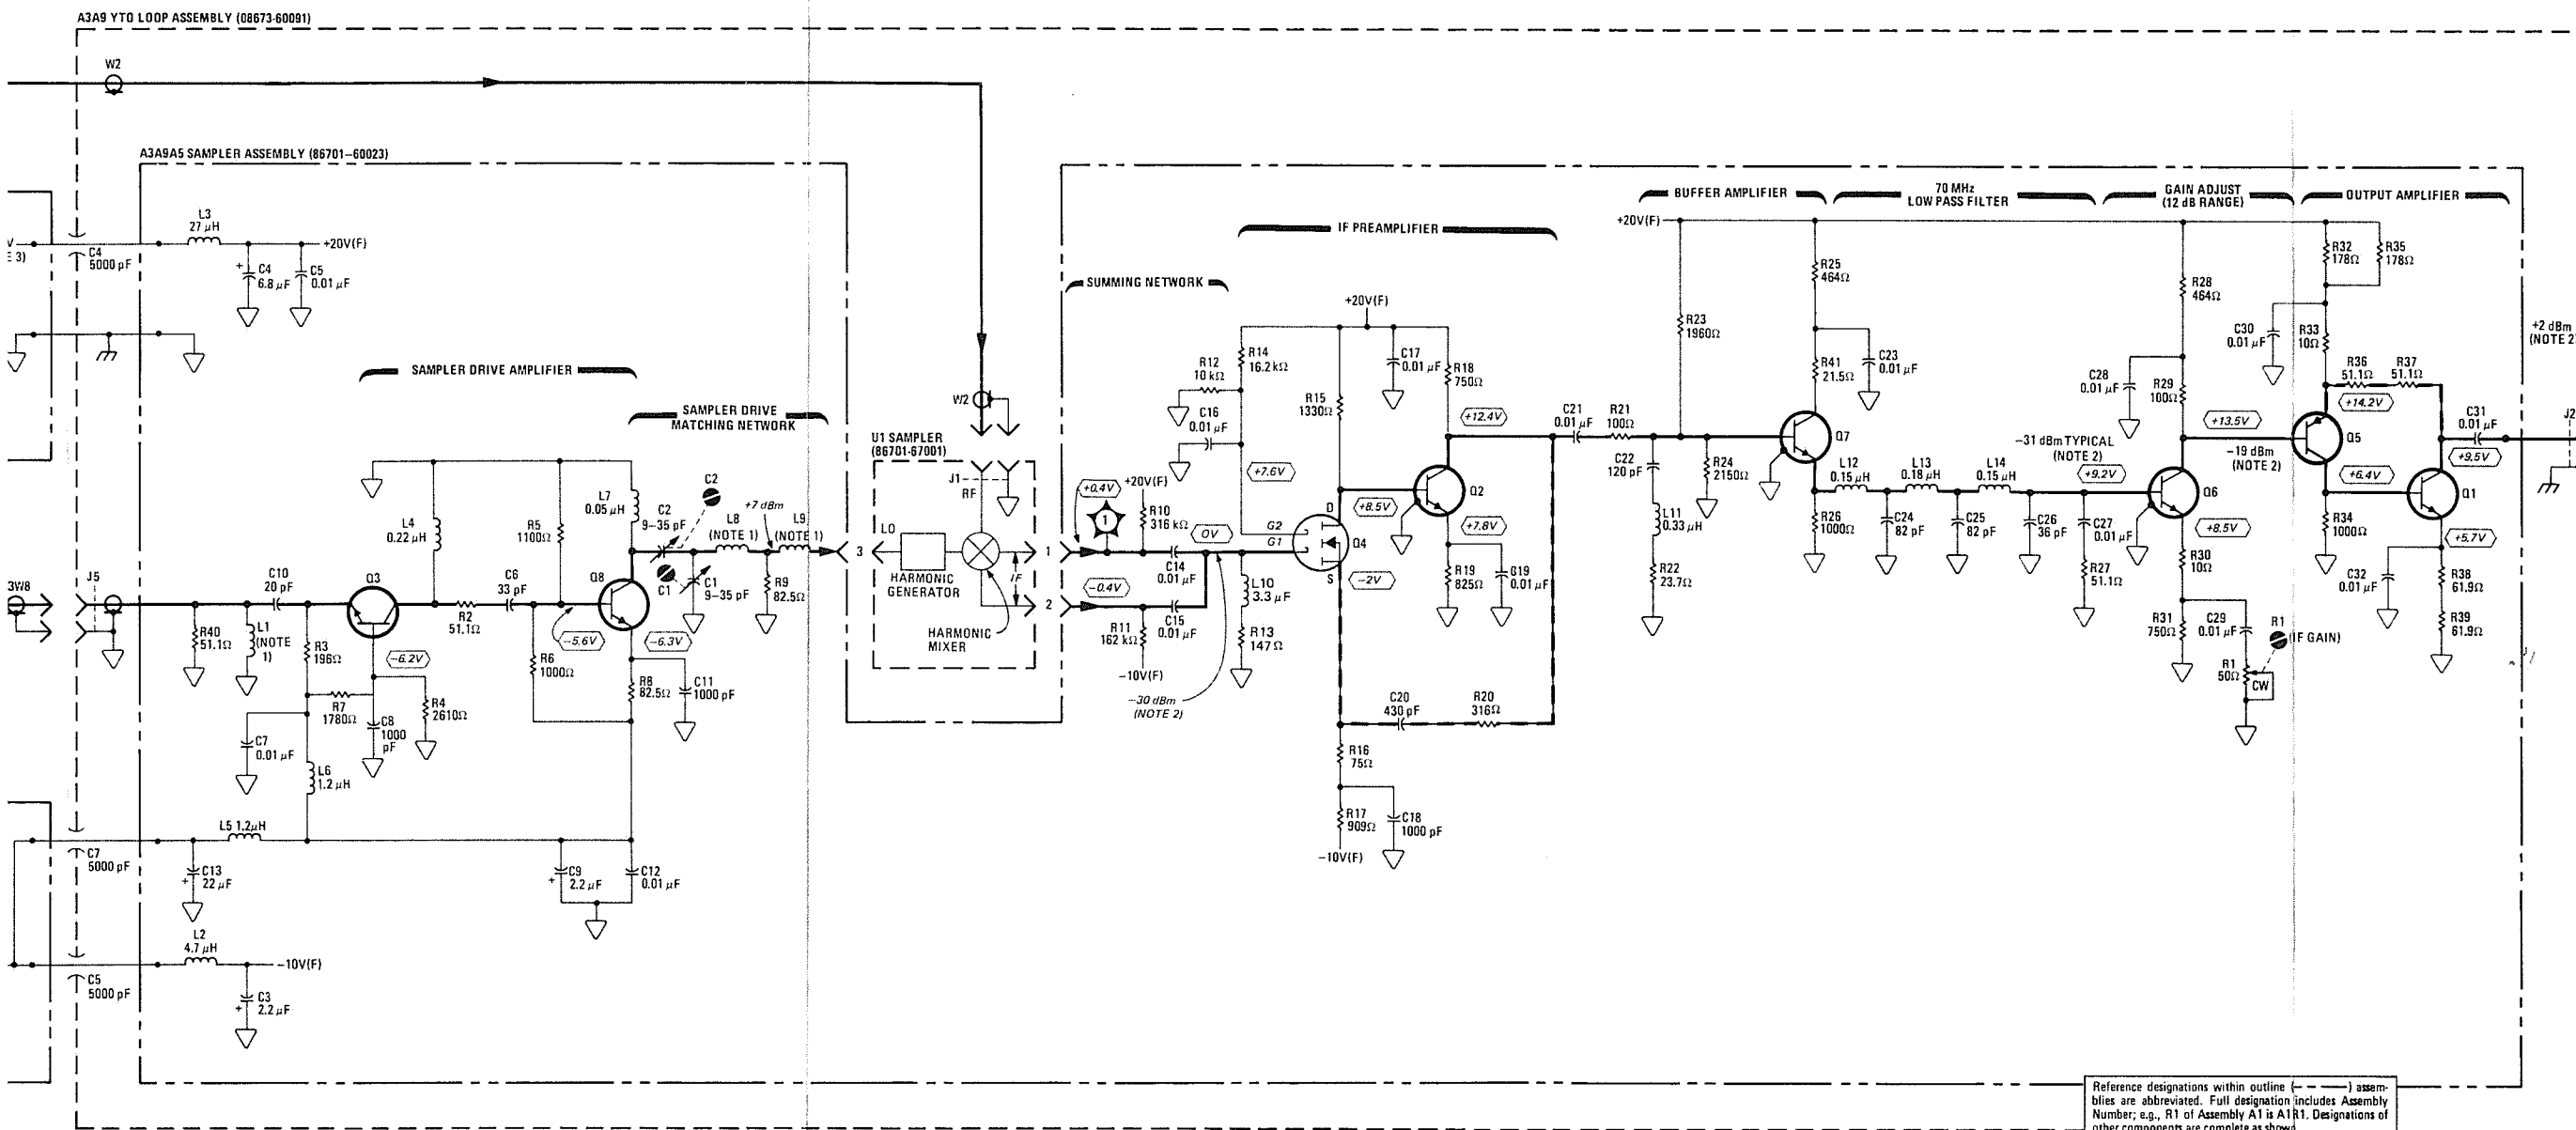 A3A9 YTO LOOP ASSEMBLY (08673-60091)
W2
A3A9A5 SAMPLER ASSEMBLY (86701-60023)
V
E 3)
C4
5000 pF
L3
27 µH
+20V(F)
+
C4
6.8 µF
C5
0.01 µF
SAMPLER DRIVE AMPLIFIER
SAMPLER DRIVE
MATCHING NETWORK
3W8
J5
R40
51.1Ω
L1
(NOTE
1)
C10
20 pF
R3
196Ω
Q3
-6.2V
R7
1780Ω
C8
1000
pF
R4
2610Ω
C7
0.01 µF
L6
1.2 µH
L4
0.22 µH
R2
51.1Ω
C6
33 pF
R5
1100Ω
R6
1000Ω
-5.6V
Q8
-6.3V
R8
82.5Ω
C11
1000 pF
L7
0.05 µH
C2
C2
9-35 pF
C1
C1
9-35 pF
L8
(NOTE 1)
+7 dBm
L9
(NOTE 1)
R9
82.5Ω
C7
5000 pF
L5 1.2µH
+
C13
22 µF
+
C9
2.2 µF
C12
0.01 µF
C5
5000 pF
L2
4.7 µH
-10V(F)
+
C3
2.2 µF
U1 SAMPLER
(86701-67001)
W2
J1
RF
3
LO
HARMONIC
GENERATOR
HARMONIC
MIXER
IF
1
2
SUMMING NETWORK
+0.4V
1
+20V(F)
R10
316 kΩ
C14
0.01 µF
0V
-0.4V
R11
162 kΩ
C15
0.01 µF
-10V(F)
-30 dBm
(NOTE 2)
L10
3.3 µF
R13
147 Ω
IF PREAMPLIFIER
+20V(F)
R12
10 kΩ
R14
16.2 kΩ
C16
0.01 µF
+7.6V
R15
1330Ω
C17
0.01 µF
R18
750Ω
+12.4V
D
G2
G1
S
Q4
+8.5V
-2V
Q2
+7.8V
R19
825Ω
C19
0.01 µF
C20
430 pF
R20
316Ω
R16
75Ω
R17
909Ω
C18
1000 pF
-10V(F)
BUFFER AMPLIFIER
+20V(F)
C21
0.01 µF
R21
100Ω
C22
120 pF
L11
0.33 µH
R22
23.7Ω
R23
1960Ω
R24
2150Ω
R25
464Ω
R41
21.5Ω
C23
0.01 µF
Q7
R26
1000Ω
70 MHz
LOW PASS FILTER
L12
0.15 µH
L13
0.18 µH
L14
0.15 µH
C24
82 pF
C25
82 pF
C26
36 pF
C27
0.01 µF
R27
51.1Ω
-31 dBm TYPICAL
(NOTE 2)
+9.2V
GAIN ADJUST
(12 dB RANGE)
R28
464Ω
C28
0.01 µF
R29
100Ω
+13.5V
-19 dBm
(NOTE 2)
Q6
+8.5V
R30
10Ω
R31
750Ω
C29
0.01 µF
R1
(IF GAIN)
R1
50Ω
CW
OUTPUT AMPLIFIER
R32
178Ω
R35
178Ω
C30
0.01 µF
R33
10Ω
R36
51.1Ω
R37
51.1Ω
+14.2V
Q5
+6.4V
R34
1000Ω
Q1
+9.5V
C31
0.01 µF
+5.7V
C32
0.01 µF
R38
61.9Ω
R39
61.9Ω
+2 dBm
(NOTE 2
J2
Reference designations within outline (— — — —) assem-
blies are abbreviated. Full designation includes Assembly
Number; e.g., R1 of Assembly A1 is A1R1. Designations of
other components are complete as shown